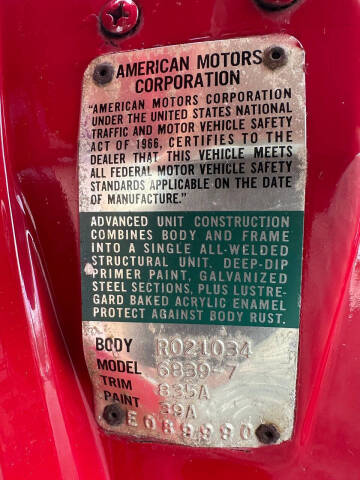 AMERICAN MOTORS
CORPORATION
"AMERICAN MOTORS CORPORATION
UNDER THE UNITED STATES NATIONAL
TRAFFIC AND MOTOR VEHICLE SAFETY
ACT OF 1966, CERTIFIES TO THE
DEALER THAT THIS VEHICLE MEETS
ALL FEDERAL MOTOR VEHICLE SAFETY
STANDARDS APPLICABLE ON THE DATE
OF MANUFACTURE."
ADVANCED UNIT CONSTRUCTION
COMBINES BODY AND FRAME
INTO A SINGLE ALL-WELDED
STRUCTURAL UNIT. DEEP-DIP
PRIMER PAINT, GALVANIZED
STEEL SECTIONS, PLUS LUSTRE-
GARD BAKED ACRYLIC ENAMEL
PROTECT AGAINST BODY RUST.
BODY R021034
MODEL 6839-7
TRIM 835A
PAINT 39A